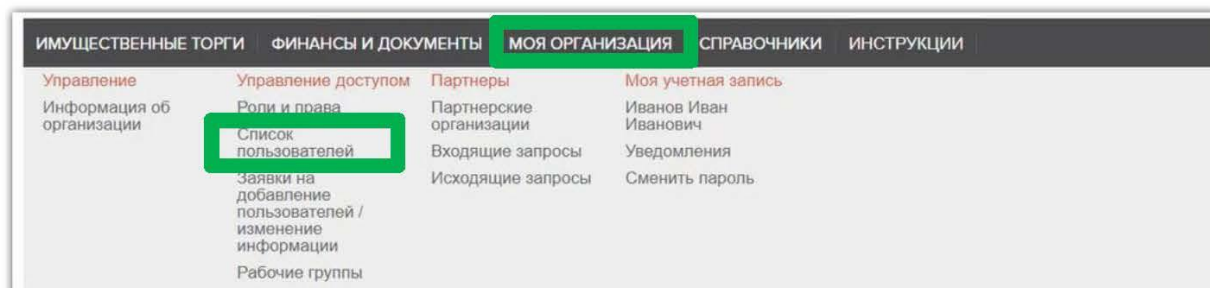 ИМУЩЕСТВЕННЫЕ ТОРГИ ФИНАНСЫ И ДОКУМЕНТЫ МОЯ ОРГАНИЗАЦИЯ СПРАВОЧНИКИ ИНСТРУКЦИИ
Управление
Информация об
организации
Управление доступом
Роли и права
Список
пользователей
Заявки на
добавление
пользователей /
изменение
информации
Рабочие группы
Партнеры
Партнерские
организации
Входящие запросы
Исходящие запросы
Моя учетная запись
Иванов Иван
Иванович
Уведомления
Сменить пароль